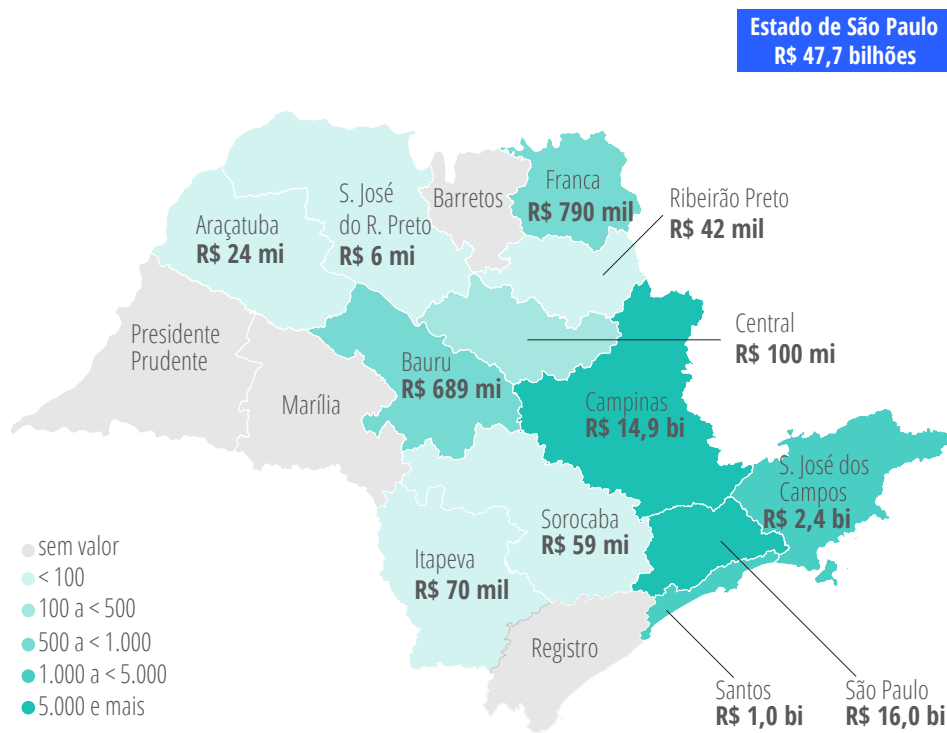 Estado de São Paulo
R$ 47,7 bilhões
Barretos
Franca
R$ 790 mil
Ribeirão Preto
R$ 42 mil
S. José
do R. Preto
R$ 6 mi
Araçatuba
R$ 24 mi
Central
R$ 100 mi
Presidente
Prudente
Bauru
R$ 689 mi
Marília
Campinas
R$ 14,9 bi
S. José dos
Campos
R$ 2,4 bi
Sorocaba
R$ 59 mi
Itapeva
R$ 70 mil
Registro
Santos
R$ 1,0 bi
São Paulo
R$ 16,0 bi
sem valor
< 100
100 a < 500
500 a < 1.000
1.000 a < 5.000
5.000 e mais